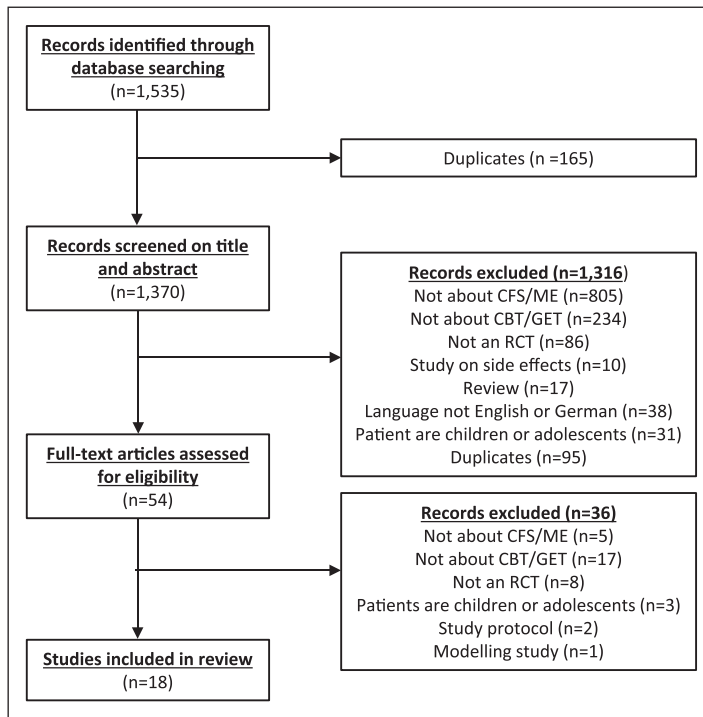 Records identified through
database searching
(n=1,535)
Duplicates (n =165)
Records screened on title
and abstract
(n=1,370)
Records excluded (n=1,316)
Not about CFS/ME (n=805)
Not about CBT/GET (n=234)
Not an RCT (n=86)
Study on side effects (n=10)
Review (n=17)
Language not English or German (n=38)
Patient are children or adolescents (n=31)
Duplicates (n=95)
Full-text articles assessed
for eligibility
(n=54)
Records excluded (n=36)
Not about CFS/ME (n=5)
Not about CBT/GET (n=17)
Not an RCT (n=8)
Patients are children or adolescents (n=3)
Study protocol (n=2)
Modelling study (n=1)
Studies included in review
(n=18)